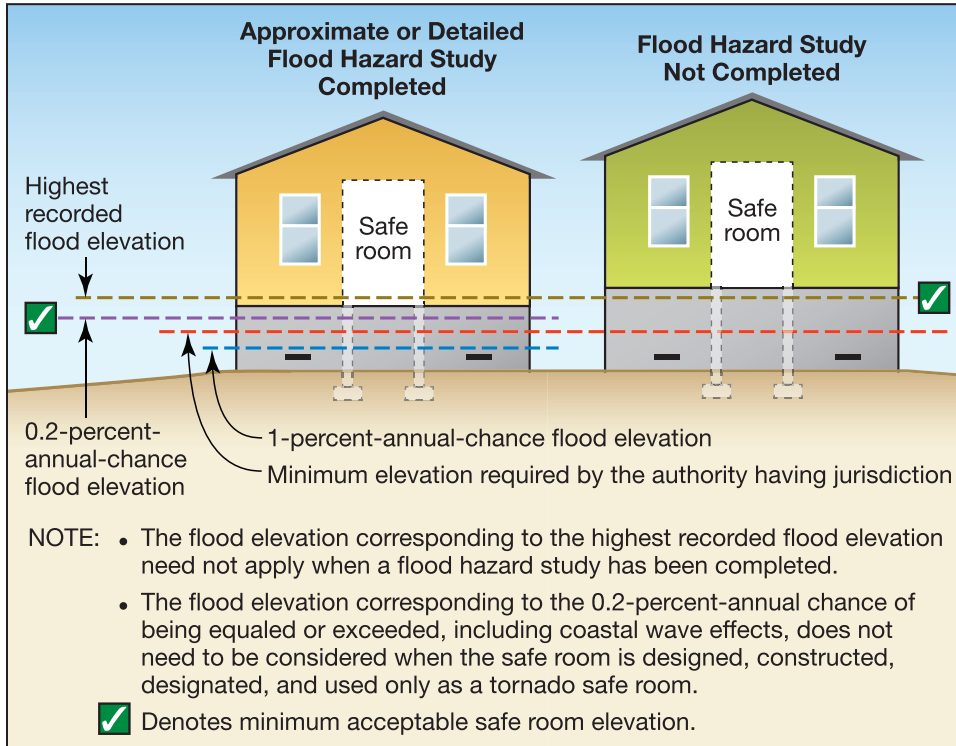 Approximate or Detailed
Flood Hazard Study
Completed
Flood Hazard Study
Not Completed
Highest
recorded
flood elevation
Safe
room
Safe
room
0.2-percent-
annual-chance
flood elevation
1-percent-annual-chance flood elevation
Minimum elevation required by the authority having jurisdiction
NOTE: • The flood elevation corresponding to the highest recorded flood elevation
need not apply when a flood hazard study has been completed.
• The flood elevation corresponding to the 0.2-percent-annual chance of
being equaled or exceeded, including coastal wave effects, does not
need to be considered when the safe room is designed, constructed,
designated, and used only as a tornado safe room.
Denotes minimum acceptable safe room elevation.